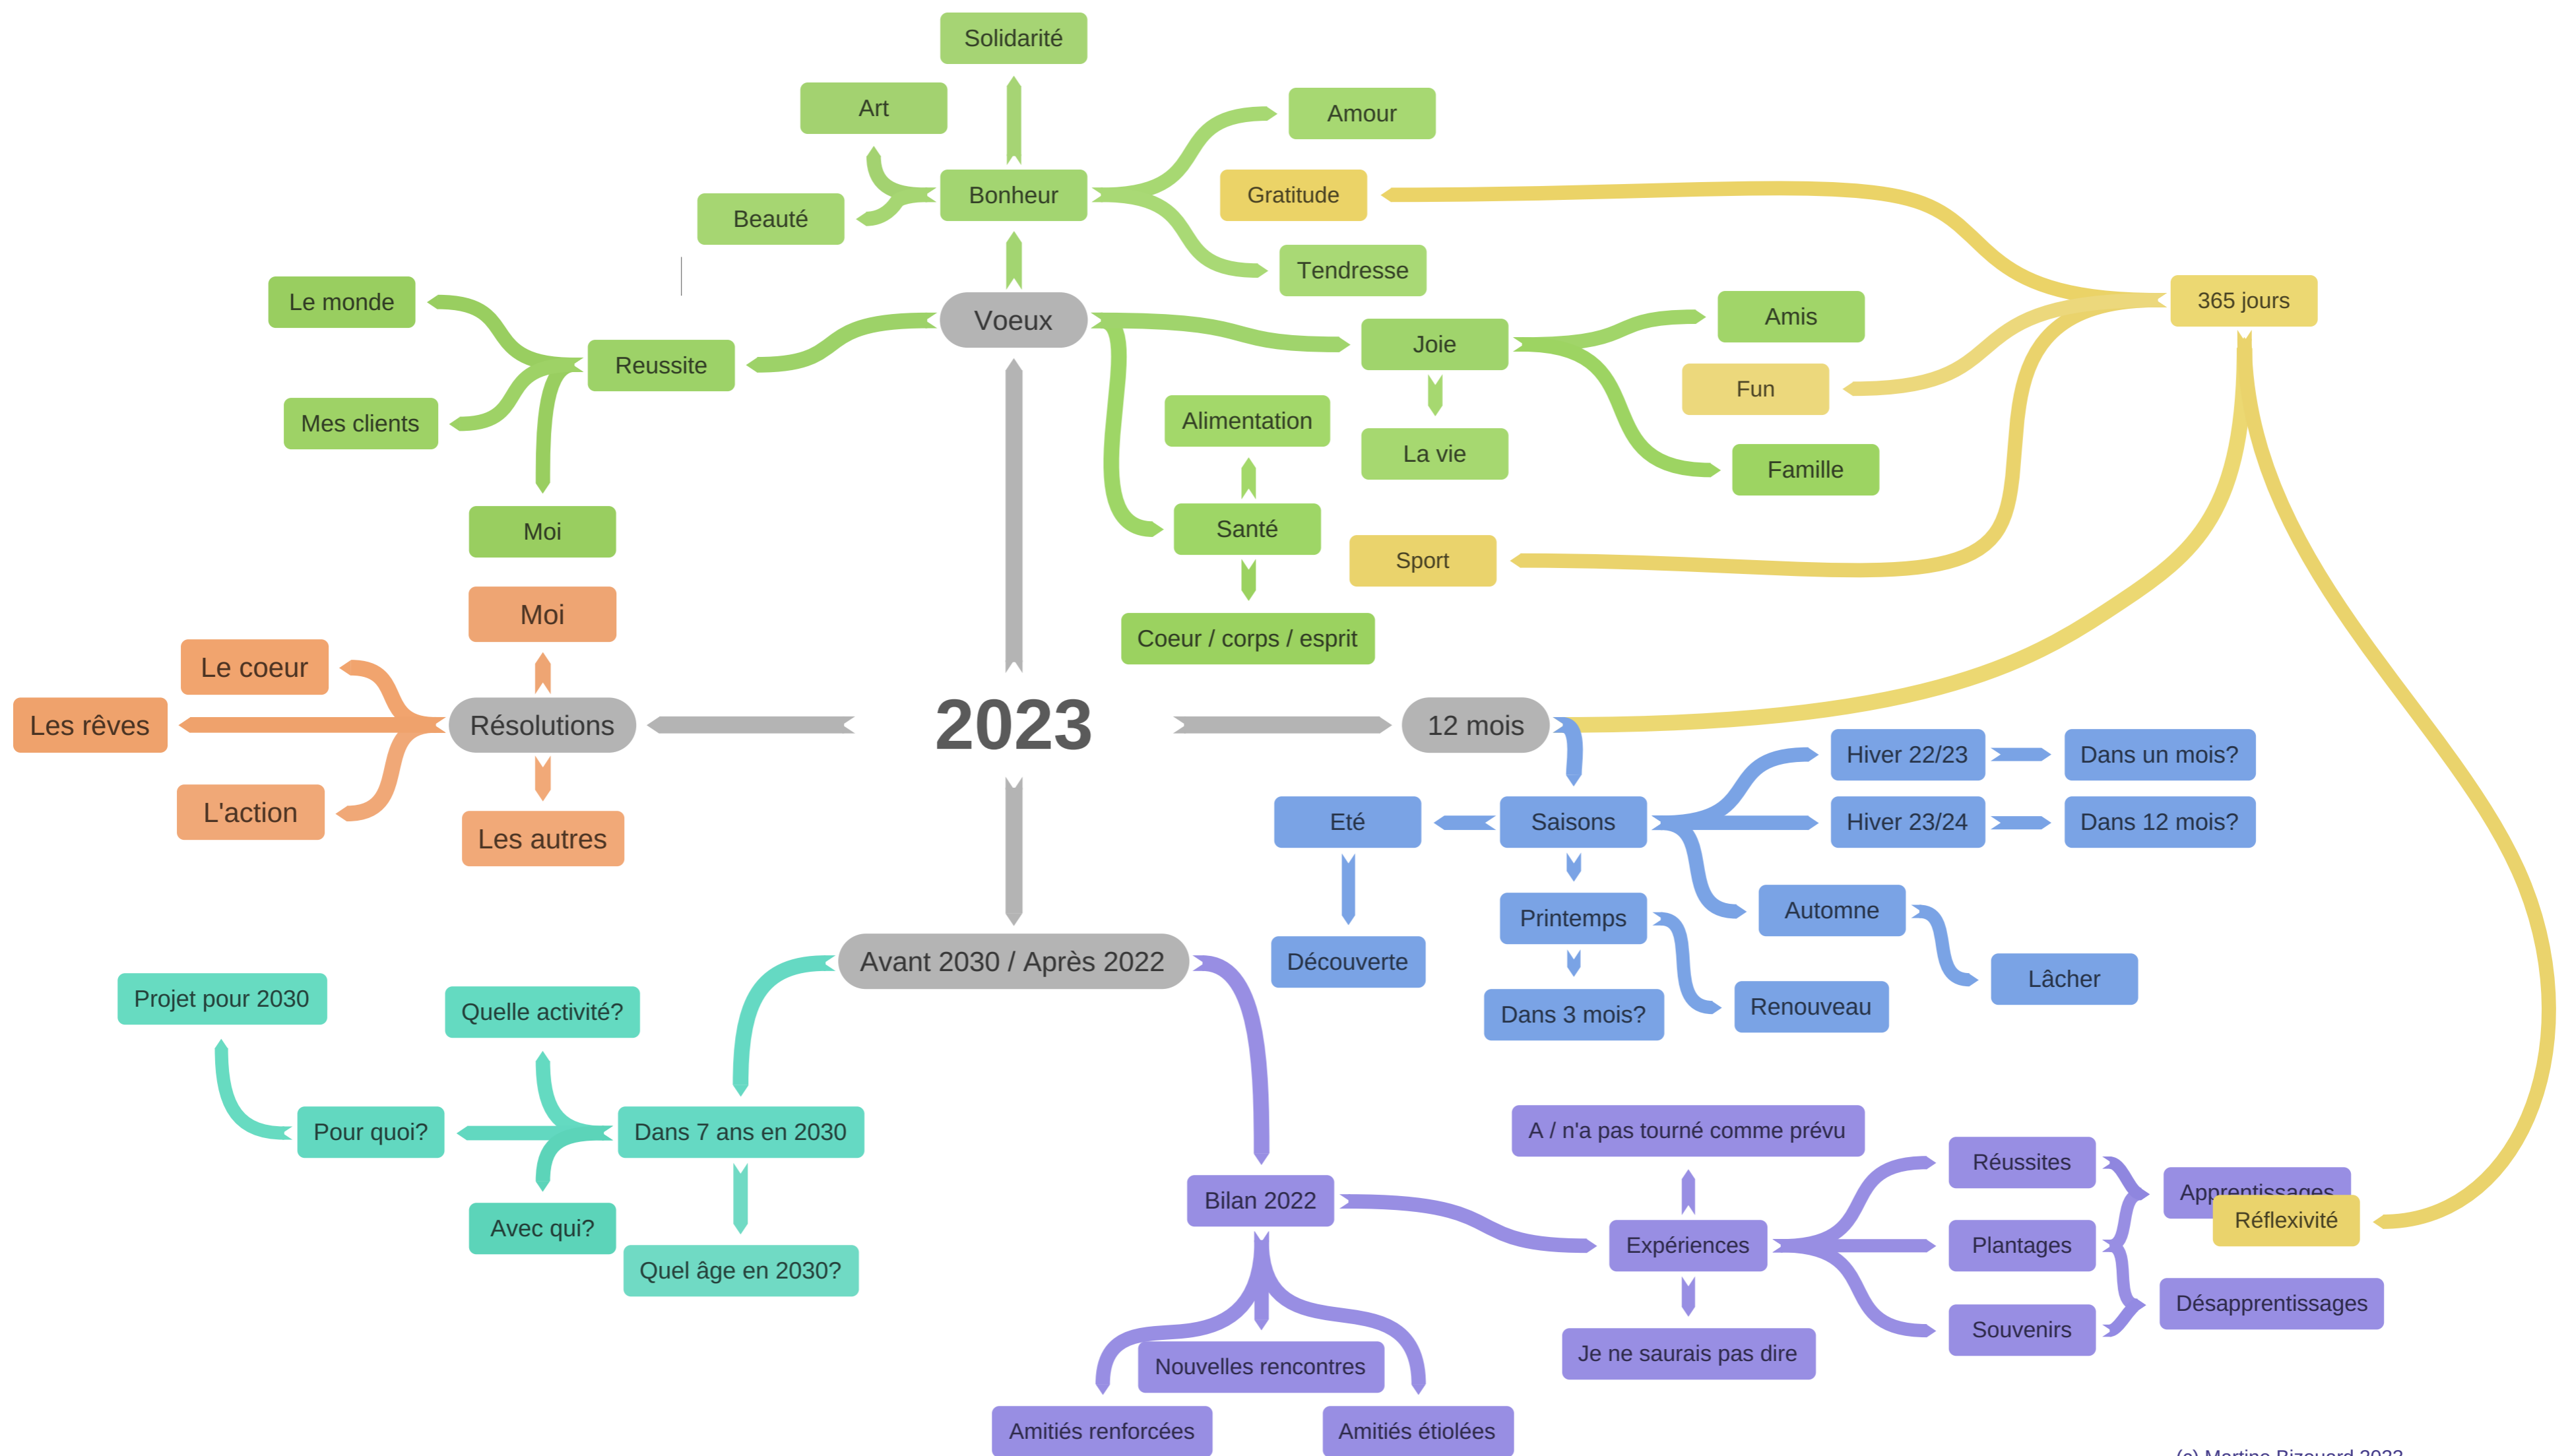 Solidarité
Art
Amour
Bonheur
Gratitude
Beauté
Tendresse
Le monde
365 jours
Voeux
Amis
Joie
Reussite
Fun
Mes clients
Alimentation
La vie
Famille
Moi
Santé
Sport
Moi
Coeur / corps / esprit
Le coeur
Les rêves
Résolutions
2023
12 mois
Hiver 22/23
Dans un mois?
L'action
Les autres
Eté
Saisons
Hiver 23/24
Dans 12 mois?
Printemps
Automne
Avant 2030 / Après 2022
Découverte
Lâcher
Projet pour 2030
Quelle activité?
Dans 3 mois?
Renouveau
Pour quoi?
Dans 7 ans en 2030
A / n'a pas tourné comme prévu
Réussites
Bilan 2022
Apprentissages
Réflexivité
Avec qui?
Expériences
Plantages
Quel âge en 2030?
Désapprentissages
Souvenirs
Nouvelles rencontres
Je ne saurais pas dire
Amitiés renforcées
Amitiés étiolées
(c) Martine Bizouard 2022